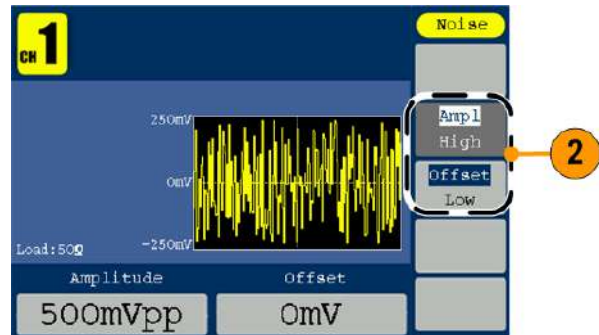 CH 1
Noise
250mV
0mV
-250mV
Load:50Ω
Ampl
High
Offset
Low
2
Amplitude
Offset
500mVpp
0mV